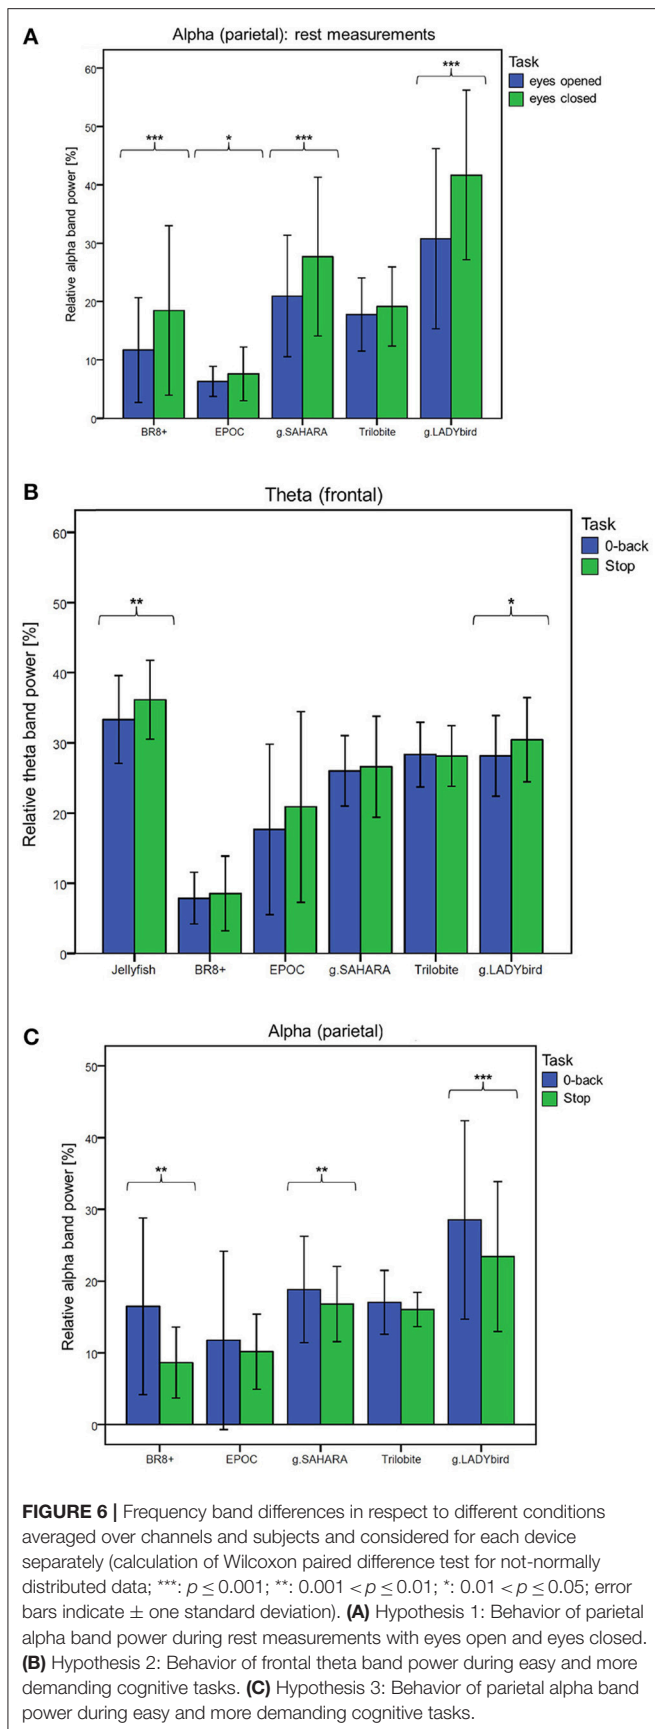 A
Alpha (parietal): rest measurements
Task
eyes opened
eyes closed
Relative alpha band power [%]
60
50
40
30
20
10
0
***
*
***
***
BR8+
EPOC
g.SAHARA
Trilobite
g.LADYbird
B
Theta (frontal)
Task
0-back
Stop
Relative theta band power [%]
60
50
40
30
20
10
0
**
*
Jellyfish
BR8+
EPOC
g.SAHARA
Trilobite
g.LADYbird
C
Alpha (parietal)
Task
0-back
Stop
Relative alpha band power [%]
50
40
30
20
10
0
**
**
***
BR8+
EPOC
g.SAHARA
Trilobite
g.LADYbird
FIGURE 6 | Frequency band differences in respect to different conditions
averaged over channels and subjects and considered for each device
separately (calculation of Wilcoxon paired difference test for not-normally
distributed data; ***: p ≤ 0.001; **: 0.001 < p ≤ 0.01; *: 0.01 < p ≤ 0.05; error
bars indicate ± one standard deviation). (A) Hypothesis 1: Behavior of parietal
alpha band power during rest measurements with eyes open and eyes closed.
(B) Hypothesis 2: Behavior of frontal theta band power during easy and more
demanding cognitive tasks. (C) Hypothesis 3: Behavior of parietal alpha band
power during easy and more demanding cognitive tasks.